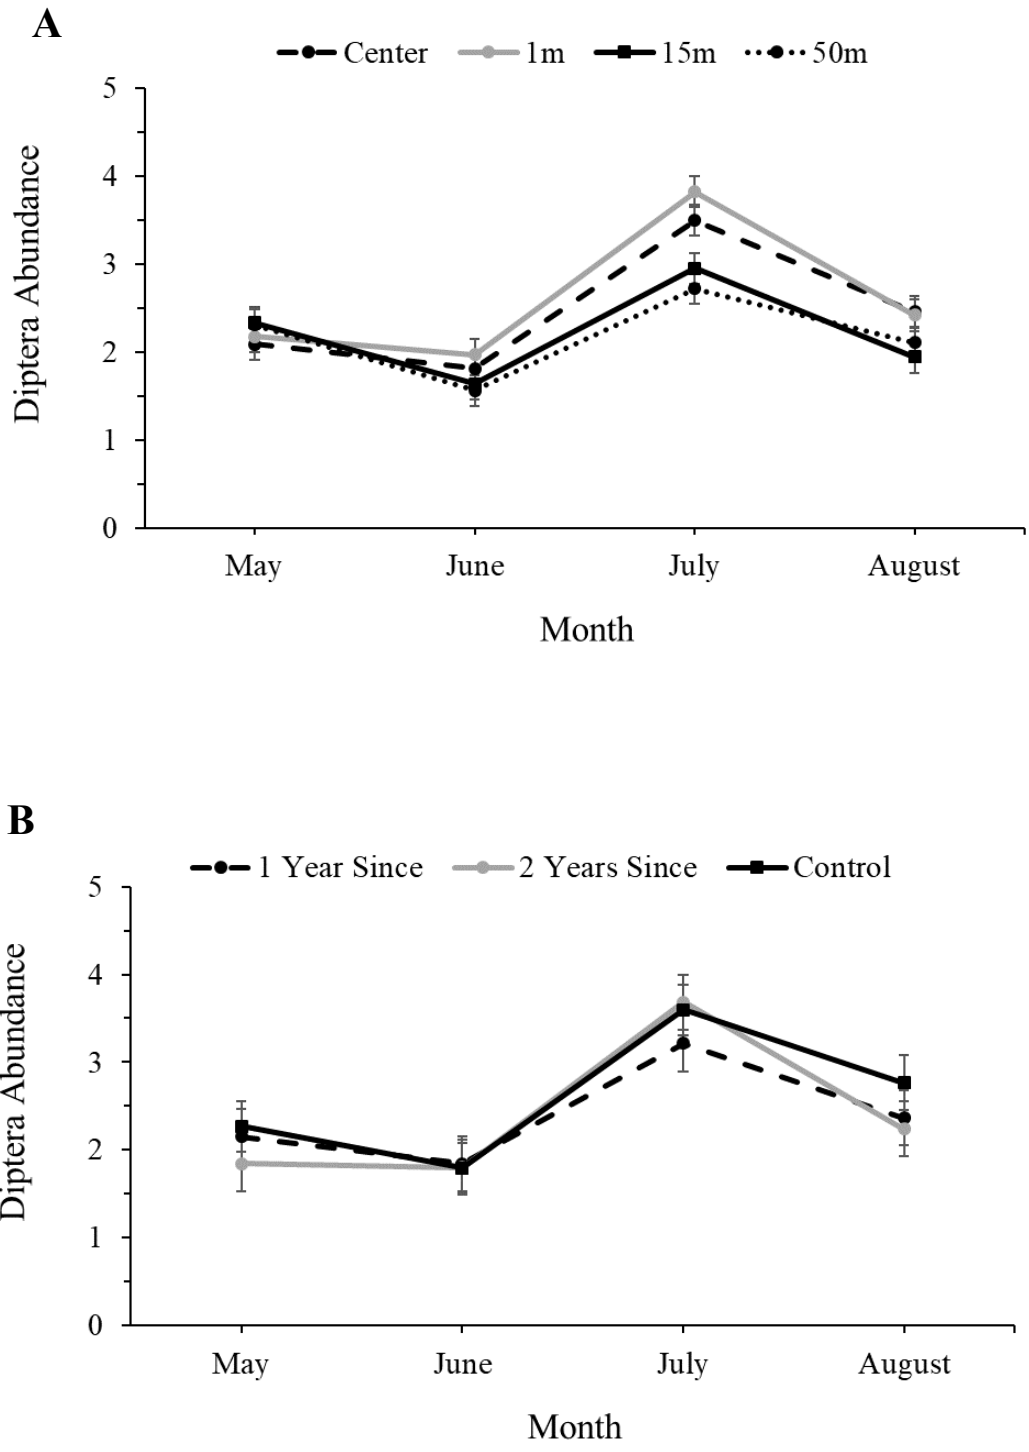 A
Center 1m 15m 50m
5
4
3
2
1
0
Diptera Abundance
May June July August
Month
B
1 Year Since 2 Years Since Control
5
4
3
2
1
0
Diptera Abundance
May June July August
Month